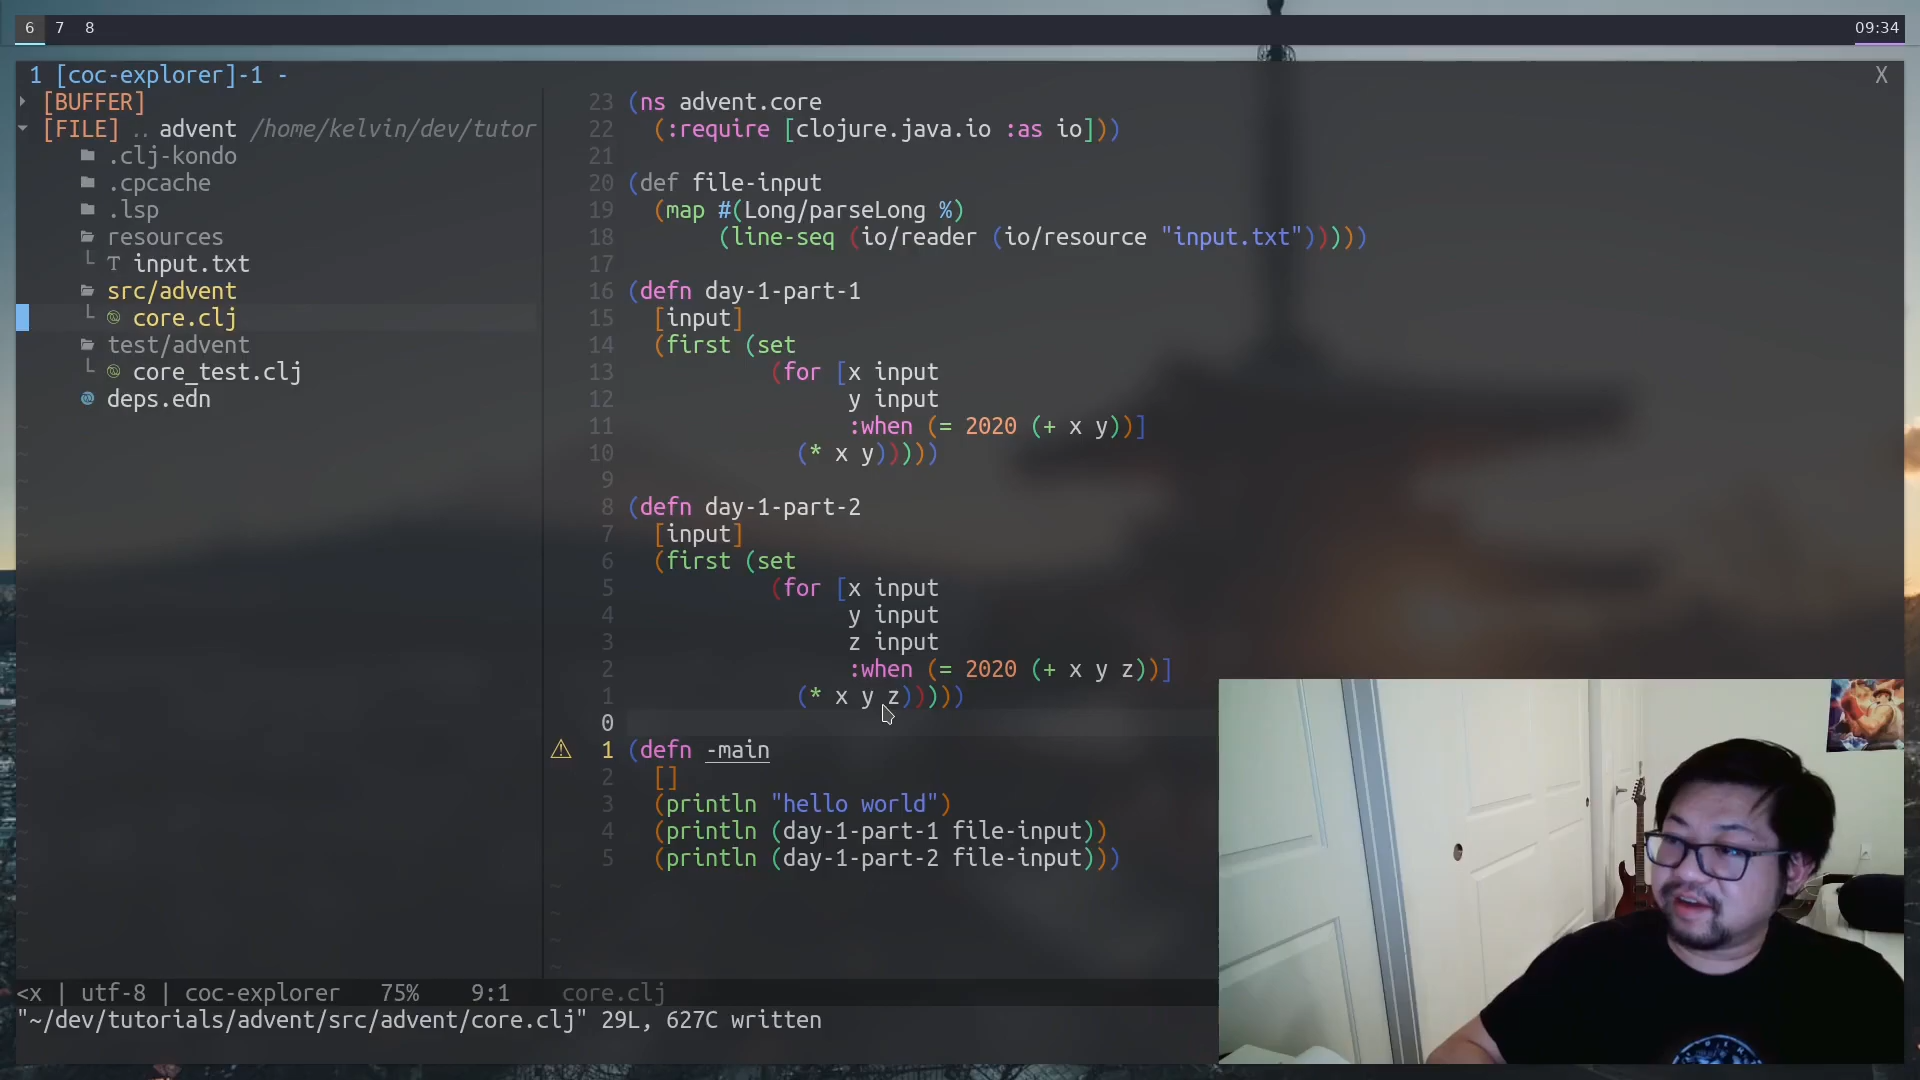 6 7 8 09:34
1 [coc-explorer]-1 - X
[BUFFER]
[FILE] .. advent /home/kelvin/dev/tutor
.clj-kondo
.cpcache
.lsp
resources
input.txt
src/advent
core.clj
test/advent
core_test.clj
deps.edn
23 (ns advent.core
22 (:require [clojure.java.io :as io]))
21
20 (def file-input
19 (map #(Long/parseLong %)
18 (line-seq (io/reader (io/resource "input.txt")))))
17
16 (defn day-1-part-1
15 [input]
14 (first (set
13 (for [x input
12 y input
11 :when (= 2020 (+ x y))]
10 (* x y)))))
9
8 (defn day-1-part-2
7 [input]
6 (first (set
5 (for [x input
4 y input
3 z input
2 :when (= 2020 (+ x y z))]
1 (* x y z)))))
0
1 (defn -main
2 []
3 (println "hello world")
4 (println (day-1-part-1 file-input))
5 (println (day-1-part-2 file-input)))
<x | utf-8 | coc-explorer 75% 9:1 core.clj
"~/dev/tutorials/advent/src/advent/core.clj" 29L, 627C written